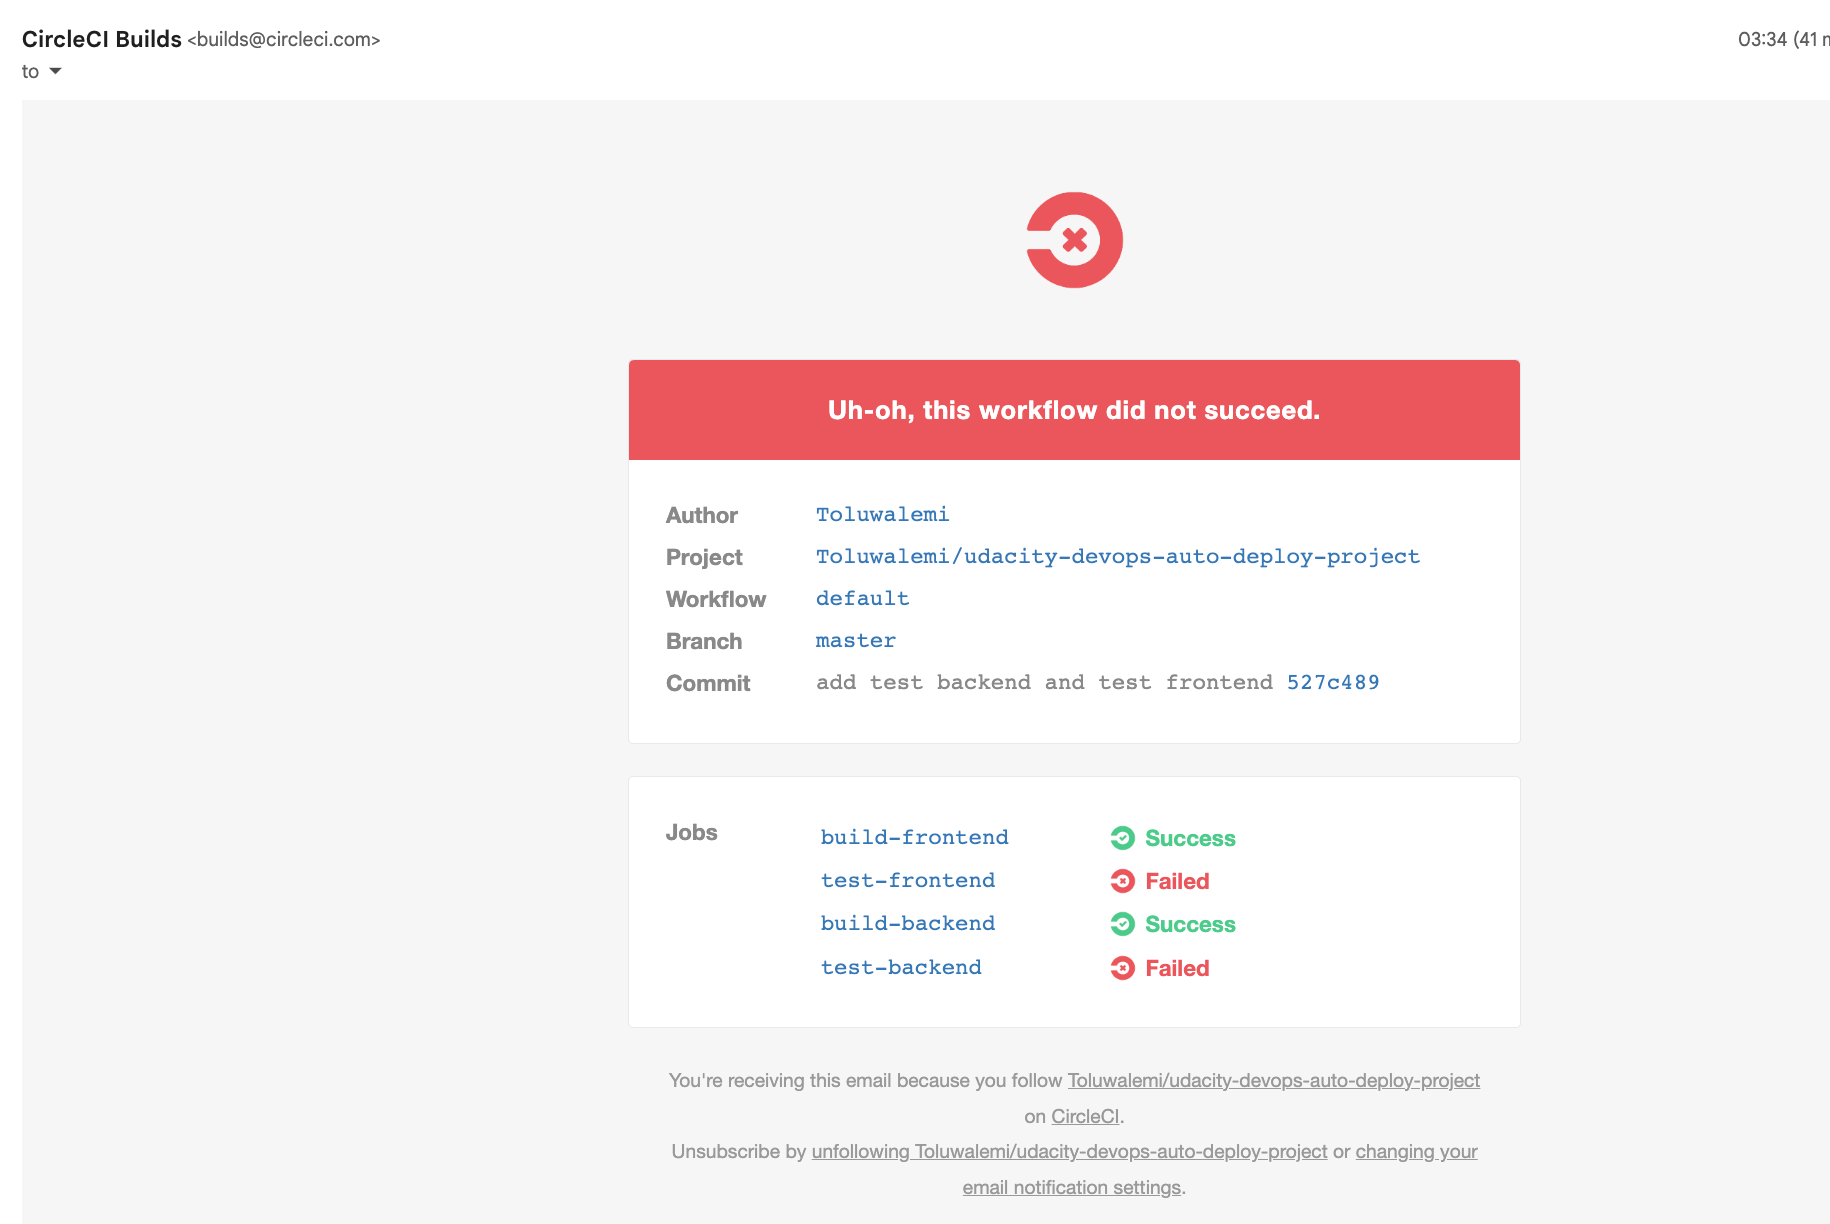 CircleCI Builds <builds@circleci.com>
03:34 (41 m
to
Uh-oh, this workflow did not succeed.
Author Toluwalemi
Project Toluwalemi/udacity-devops-auto-deploy-project
Workflow default
Branch master
Commit add test backend and test frontend 527c489
Jobs build-frontend Success
test-frontend Failed
build-backend Success
test-backend Failed
You're receiving this email because you follow Toluwalemi/udacity-devops-auto-deploy-project
on CircleCI.
Unsubscribe by unfollowing Toluwalemi/udacity-devops-auto-deploy-project or changing your
email notification settings.